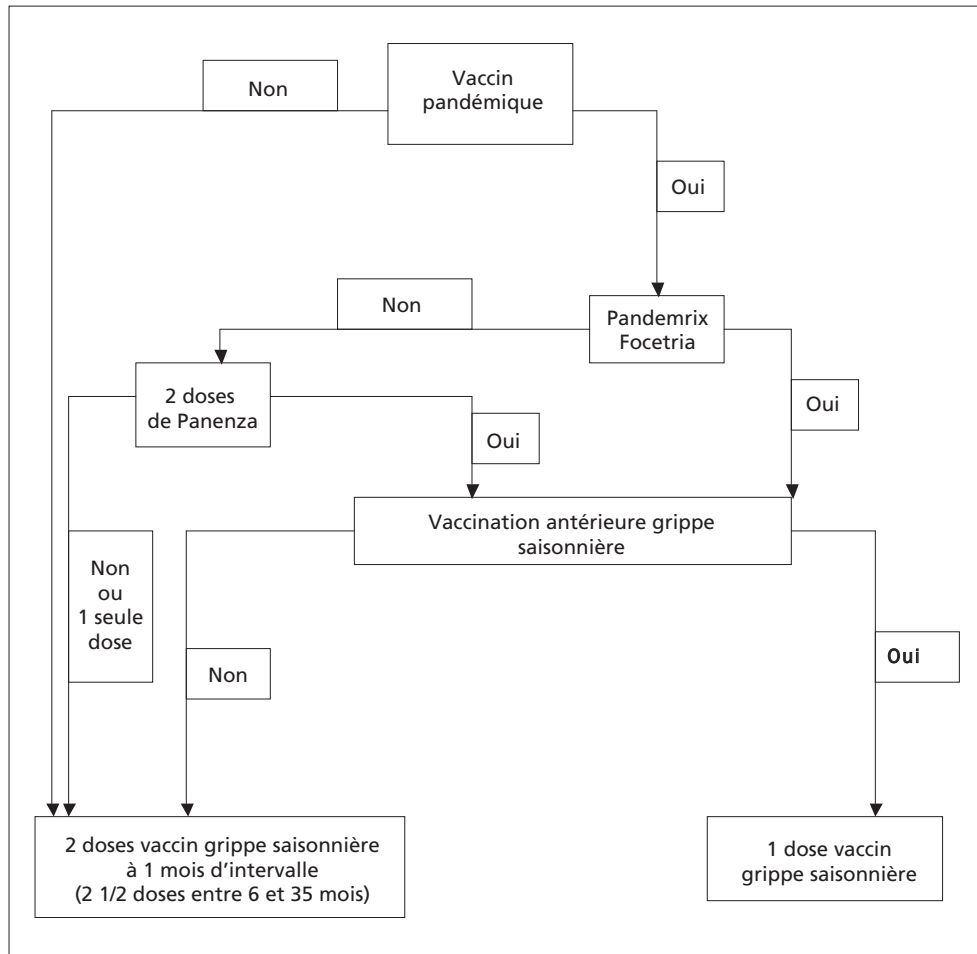 Vaccin
pandémique
Non
Oui
Non
Pandemrix
Focetria
2 doses
de Panenza
Oui
Oui
Vaccination antérieure grippe
saisonnière
Non
ou
1 seule
dose
Non
Oui
2 doses vaccin grippe saisonnière
à 1 mois d’intervalle
(2 1/2 doses entre 6 et 35 mois)
1 dose vaccin
grippe saisonnière